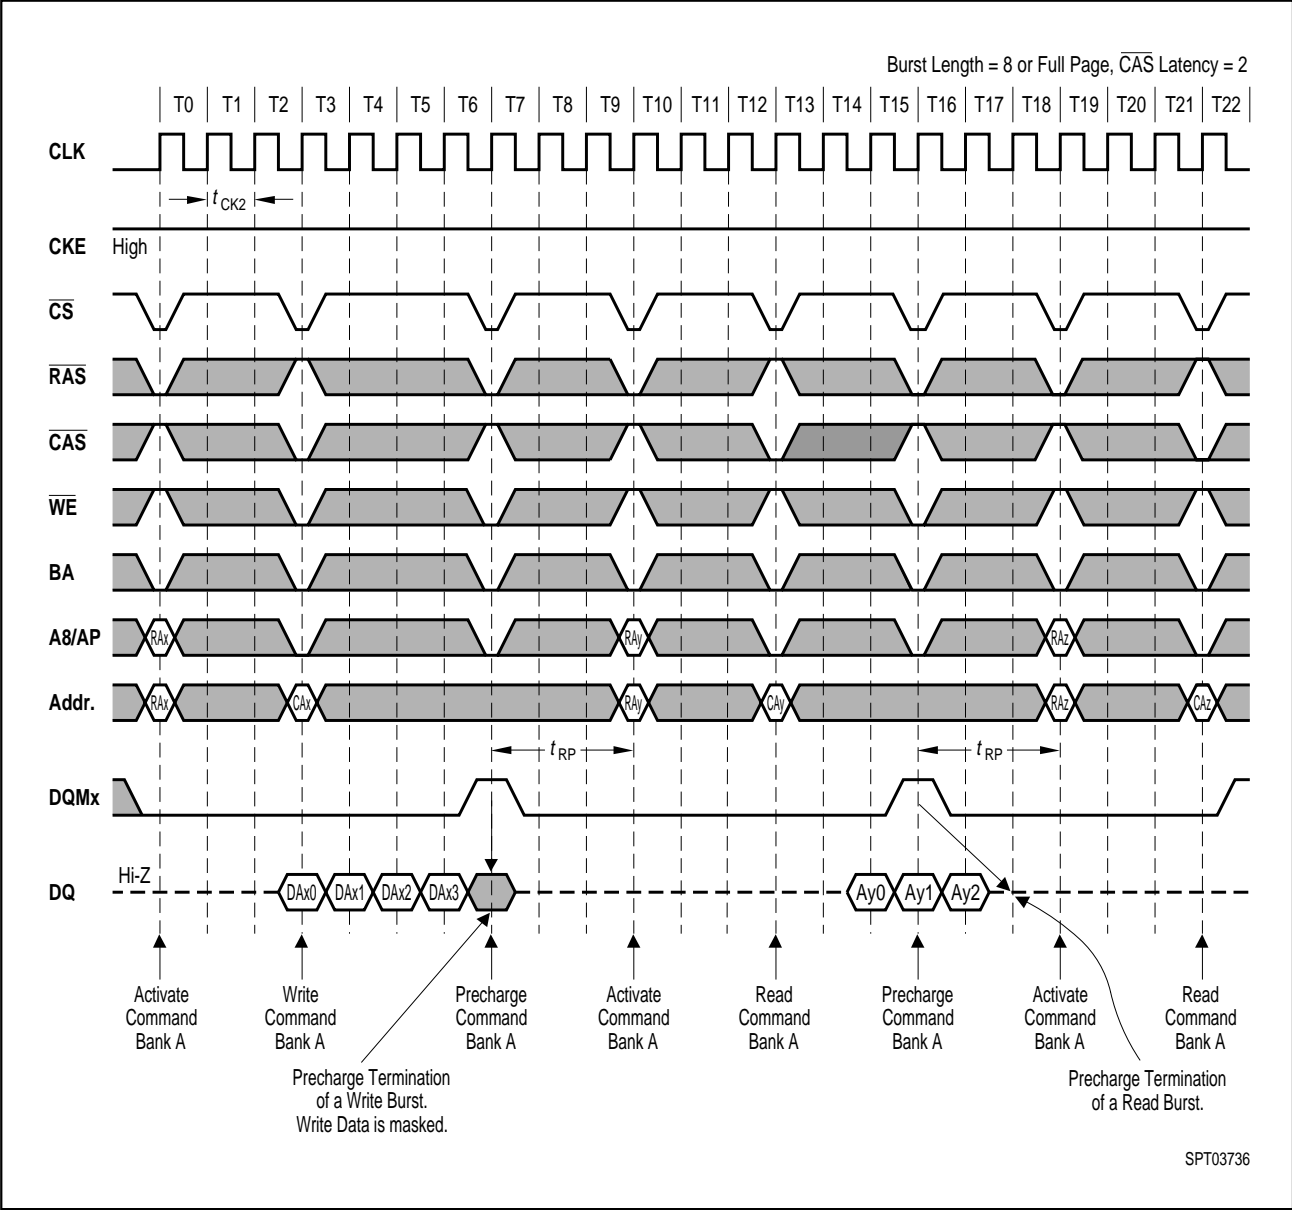 Burst Length = 8 or Full Page, CAS Latency = 2
T0 T1 T2 T3 T4 T5 T6 T7 T8 T9 T10 T11 T12 T13 T14 T15 T16 T17 T18 T19 T20 T21 T22
CLK
t CK2
CKE High
CS
RAS
CAS
WE
BA
A8/AP RAx RAy RAz
Addr. RAx CAx RAy CAy RAz CAz
t RP t RP
DQMx
Hi-Z
DQ DAx0 DAx1 DAx2 DAx3 Ay0 Ay1 Ay2
Activate Write Precharge Activate Read Precharge Activate Read
Command Command Command Command Command Command Command Command
Bank A Bank A Bank A Bank A Bank A Bank A Bank A Bank A
Precharge Termination
of a Write Burst.
Write Data is masked.
Precharge Termination
of a Read Burst.
SPT03736